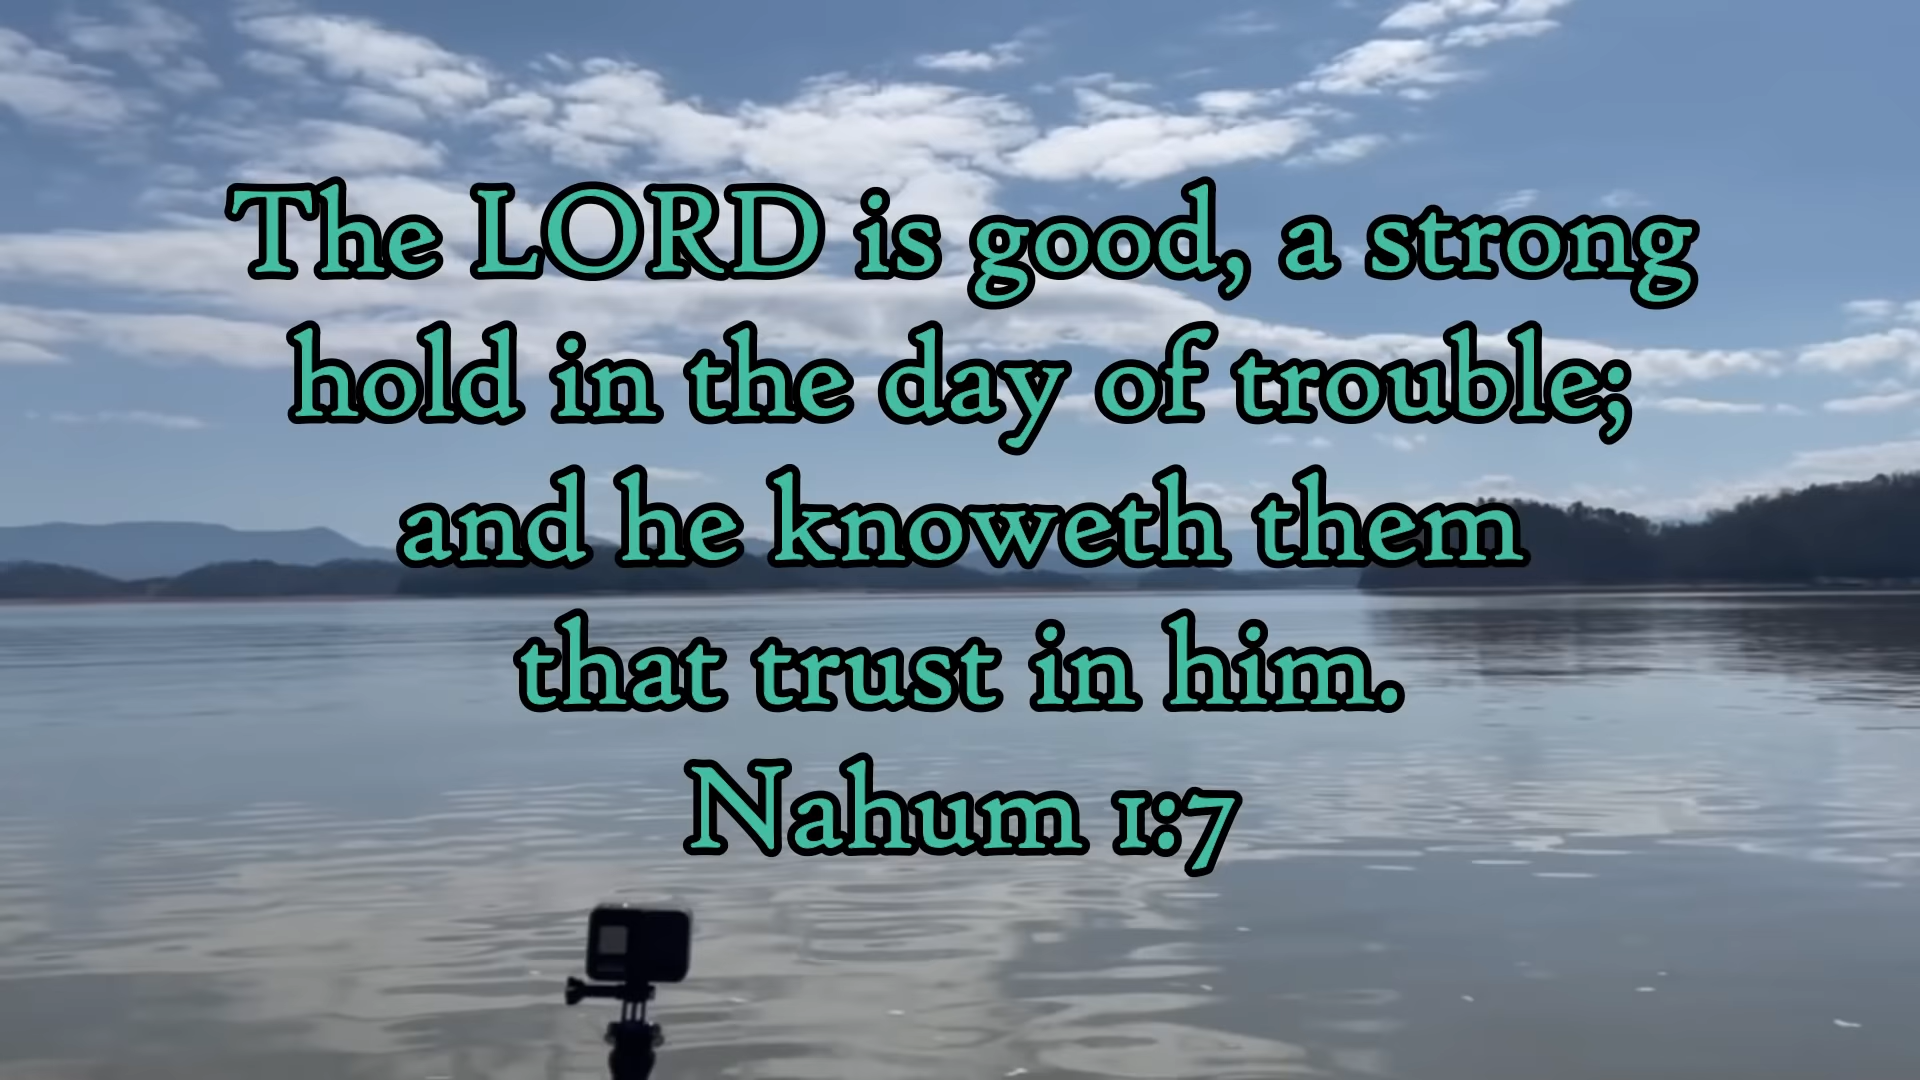 The LORD is good, a strong
hold in the day of trouble;
and he knoweth them
that trust in him.
Nahum 1:7